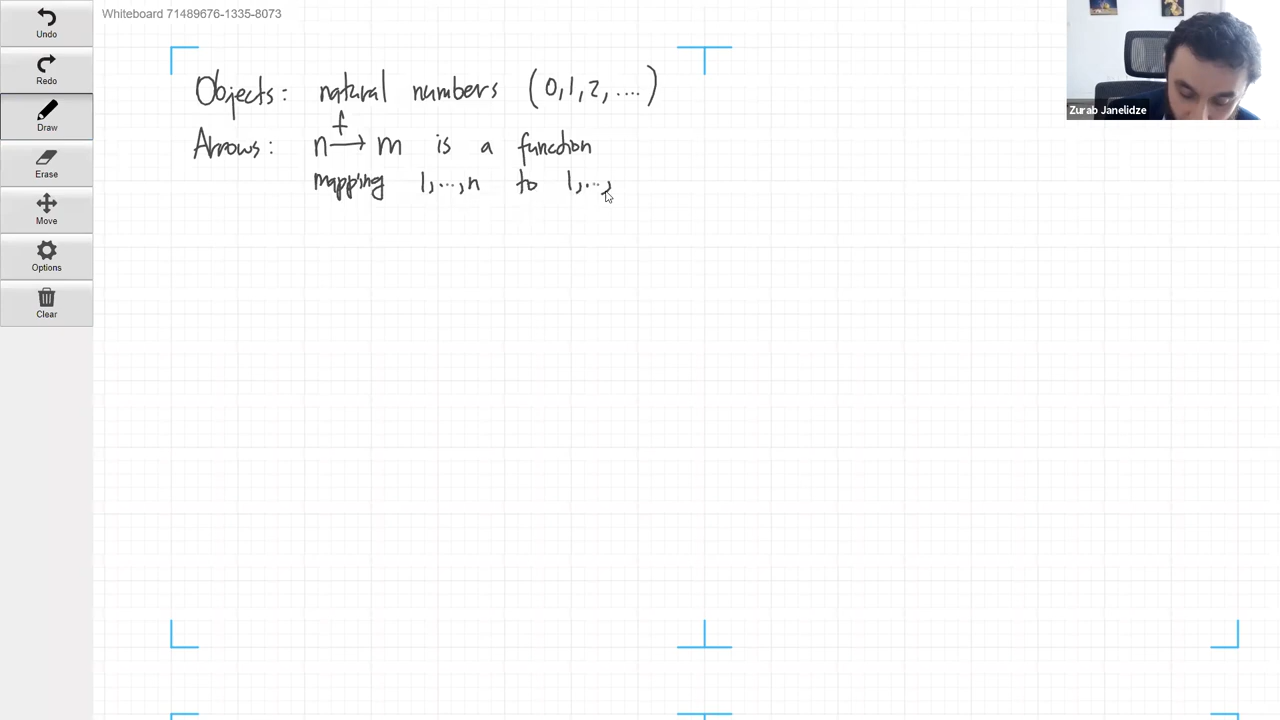 Whiteboard 71489676-1335-8073
Undo
Redo
Draw
Erase
Move
Options
Clear
Zurab Janelidze
Objects: natural numbers (0,1,2,....)
f
Arrows: n → m is a function
mapping 1,...,n to 1,...,